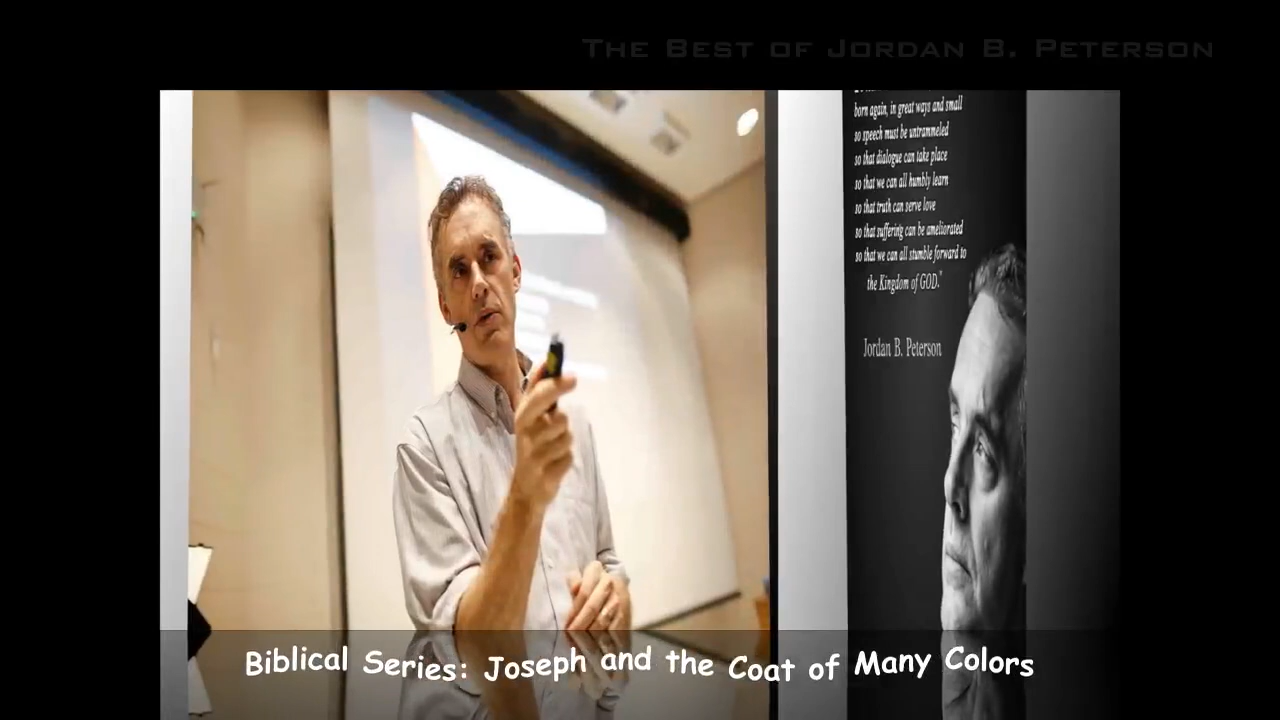 The Best of Jordan B. Peterson
born again, in great ways and small
so speech must be untrammeled
so that dialogue can take place
so that we can all humbly learn
so that truth can serve love
so that suffering can be ameliorated
so that we can all stumble forward to
the Kingdom of GOD."
Jordan B. Peterson
Biblical Series: Joseph and the Coat of Many Colors